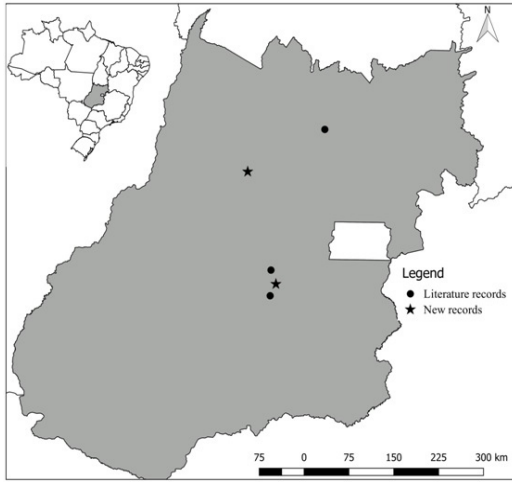 N
Legend
Literature records
New records
75 0 75 150 225 300 km